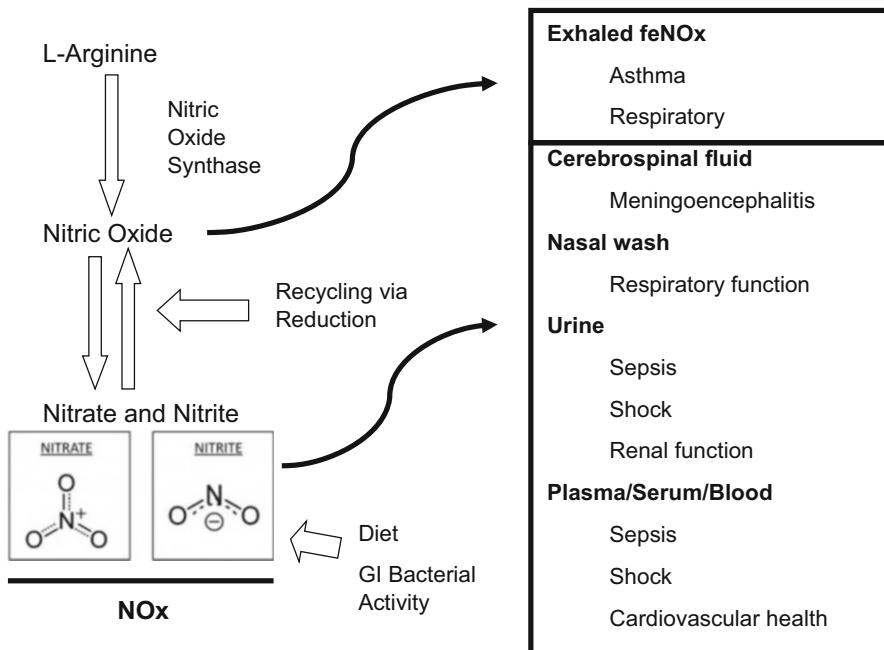 L-Arginine
Nitric
Oxide
Synthase
Nitric Oxide
Recycling via
Reduction
Nitrate and Nitrite
NITRATE
O
N+
O
O
NITRITE
N
O
O
−
Diet
GI Bacterial
Activity
NOx
Exhaled feNOx
Asthma
Respiratory
Cerebrospinal fluid
Meningoencephalitis
Nasal wash
Respiratory function
Urine
Sepsis
Shock
Renal function
Plasma/Serum/Blood
Sepsis
Shock
Cardiovascular health